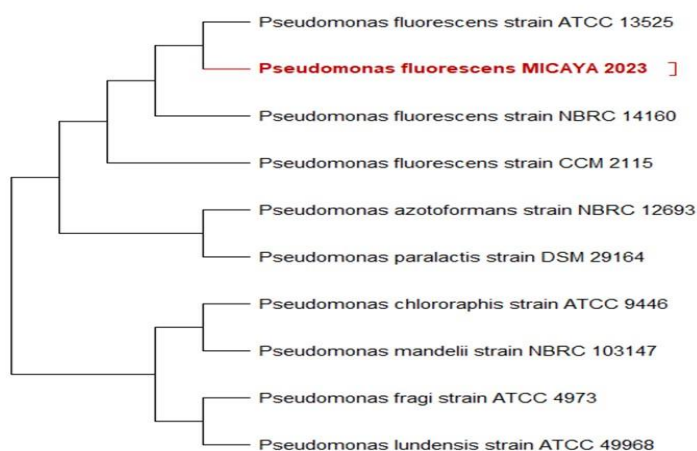 Pseudomonas fluorescens strain ATCC 13525
Pseudomonas fluorescens MICAYA 2023
Pseudomonas fluorescens strain NBRC 14160
Pseudomonas fluorescens strain CCM 2115
Pseudomonas azotoformans strain NBRC 12693
Pseudomonas paralactis strain DSM 29164
Pseudomonas chlororaphis strain ATCC 9446
Pseudomonas mandelii strain NBRC 103147
Pseudomonas fragi strain ATCC 4973
Pseudomonas lundensis strain ATCC 49968